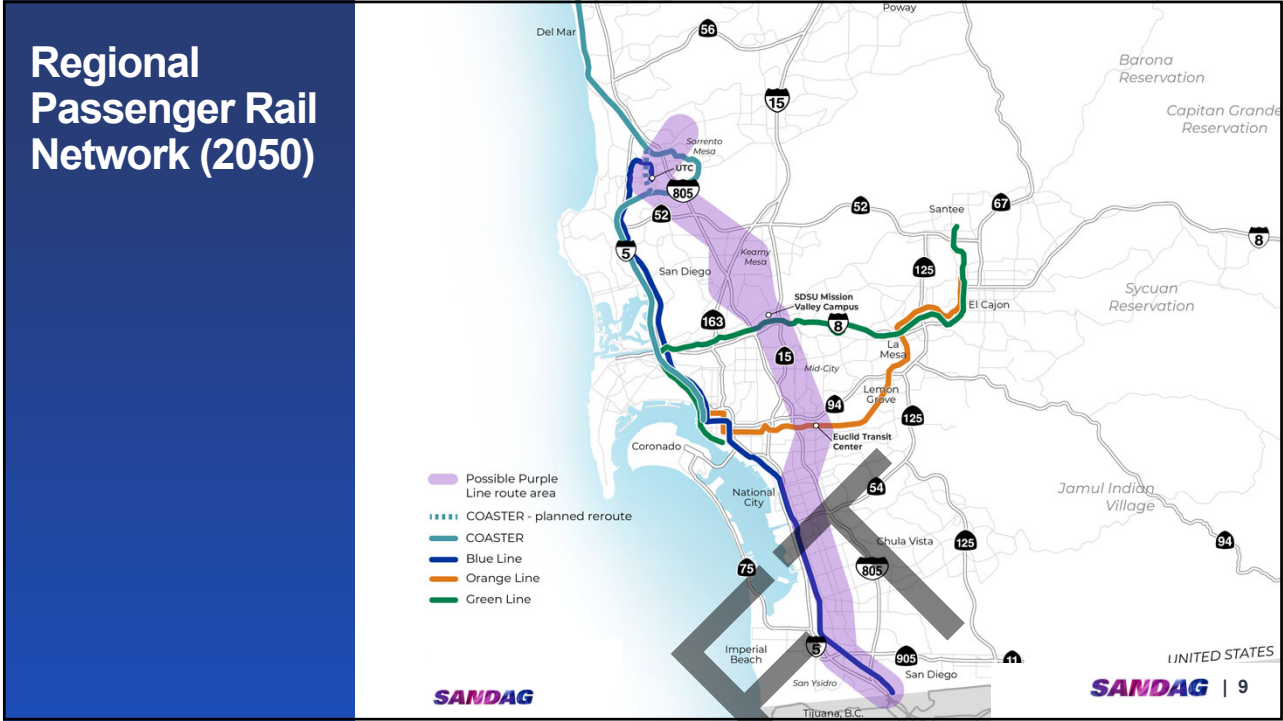 Regional
Passenger Rail
Network (2050)
Poway
Del Mar
56
Barona
Reservation
15
Capitan Grande
Reservation
Sorrento
Mesa
UTC
805
52
52
Santee
67
8
5
Kearny
Mesa
San Diego
125
Sycuan
Reservation
SDSU Mission
Valley Campus
El Cajon
163
8
La
Mesa
15
Mid-City
Lemon
Grove
94
125
Euclid Transit
Center
Coronado
Possible Purple
Line route area
COASTER - planned reroute
COASTER
Blue Line
Orange Line
Green Line
National
City
54
Jamul Indian
Village
Chula Vista
125
94
75
805
Imperial
Beach
5
905
11
UNITED STATES
San Ysidro
San Diego
Tijuana, B.C.
SANDAG
SANDAG | 9